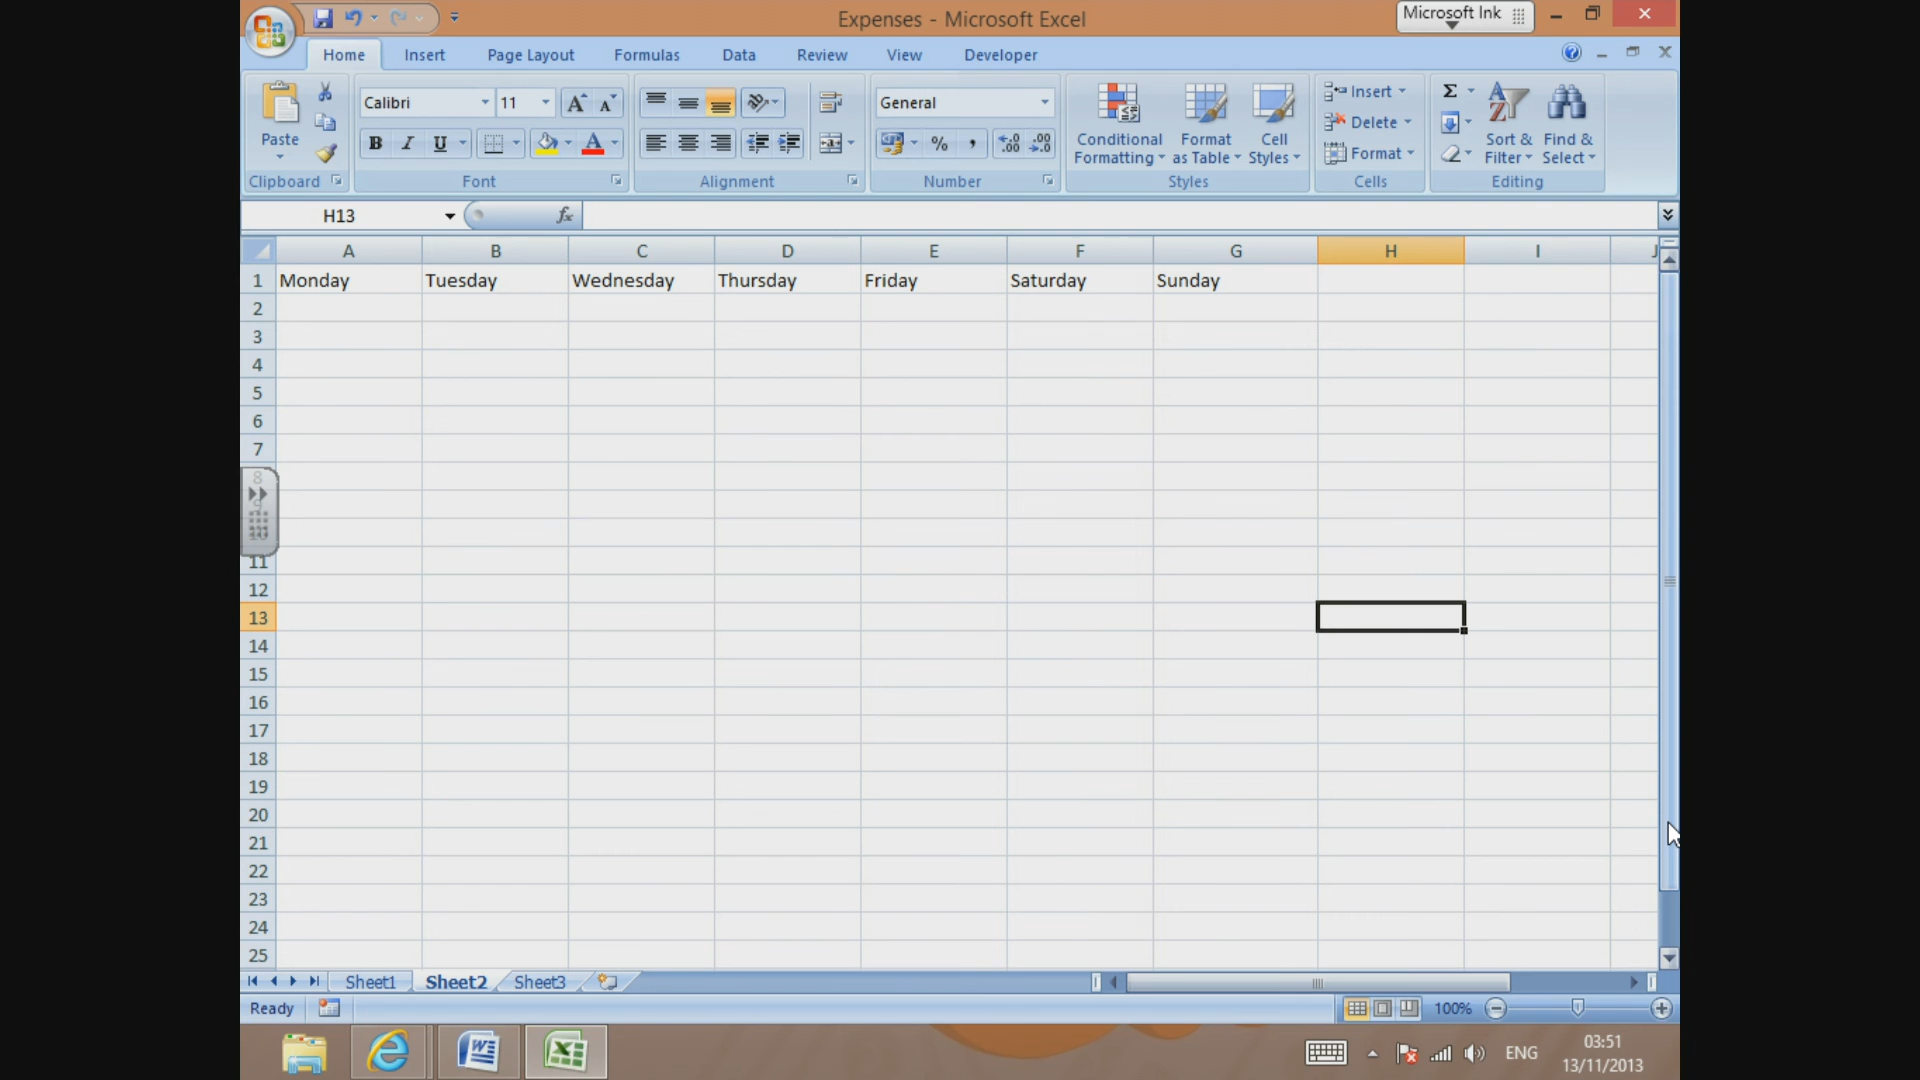 Expenses - Microsoft Excel
Microsoft Ink
Home Insert Page Layout Formulas Data Review View Developer
Calibri 11 General
Insert
Delete
Format
Paste
B I U
%
Conditional Formatting
Format as Table
Cell Styles
Sort & Filter
Find & Select
Clipboard Font Alignment Number Styles Cells Editing
H13 fx
A B C D E F G H I J
1 Monday Tuesday Wednesday Thursday Friday Saturday Sunday
2
3
4
5
6
7
8
9
10
11
12
13
14
15
16
17
18
19
20
21
22
23
24
25
Sheet1 Sheet2 Sheet3
Ready 100%
ENG 03:51
13/11/2013